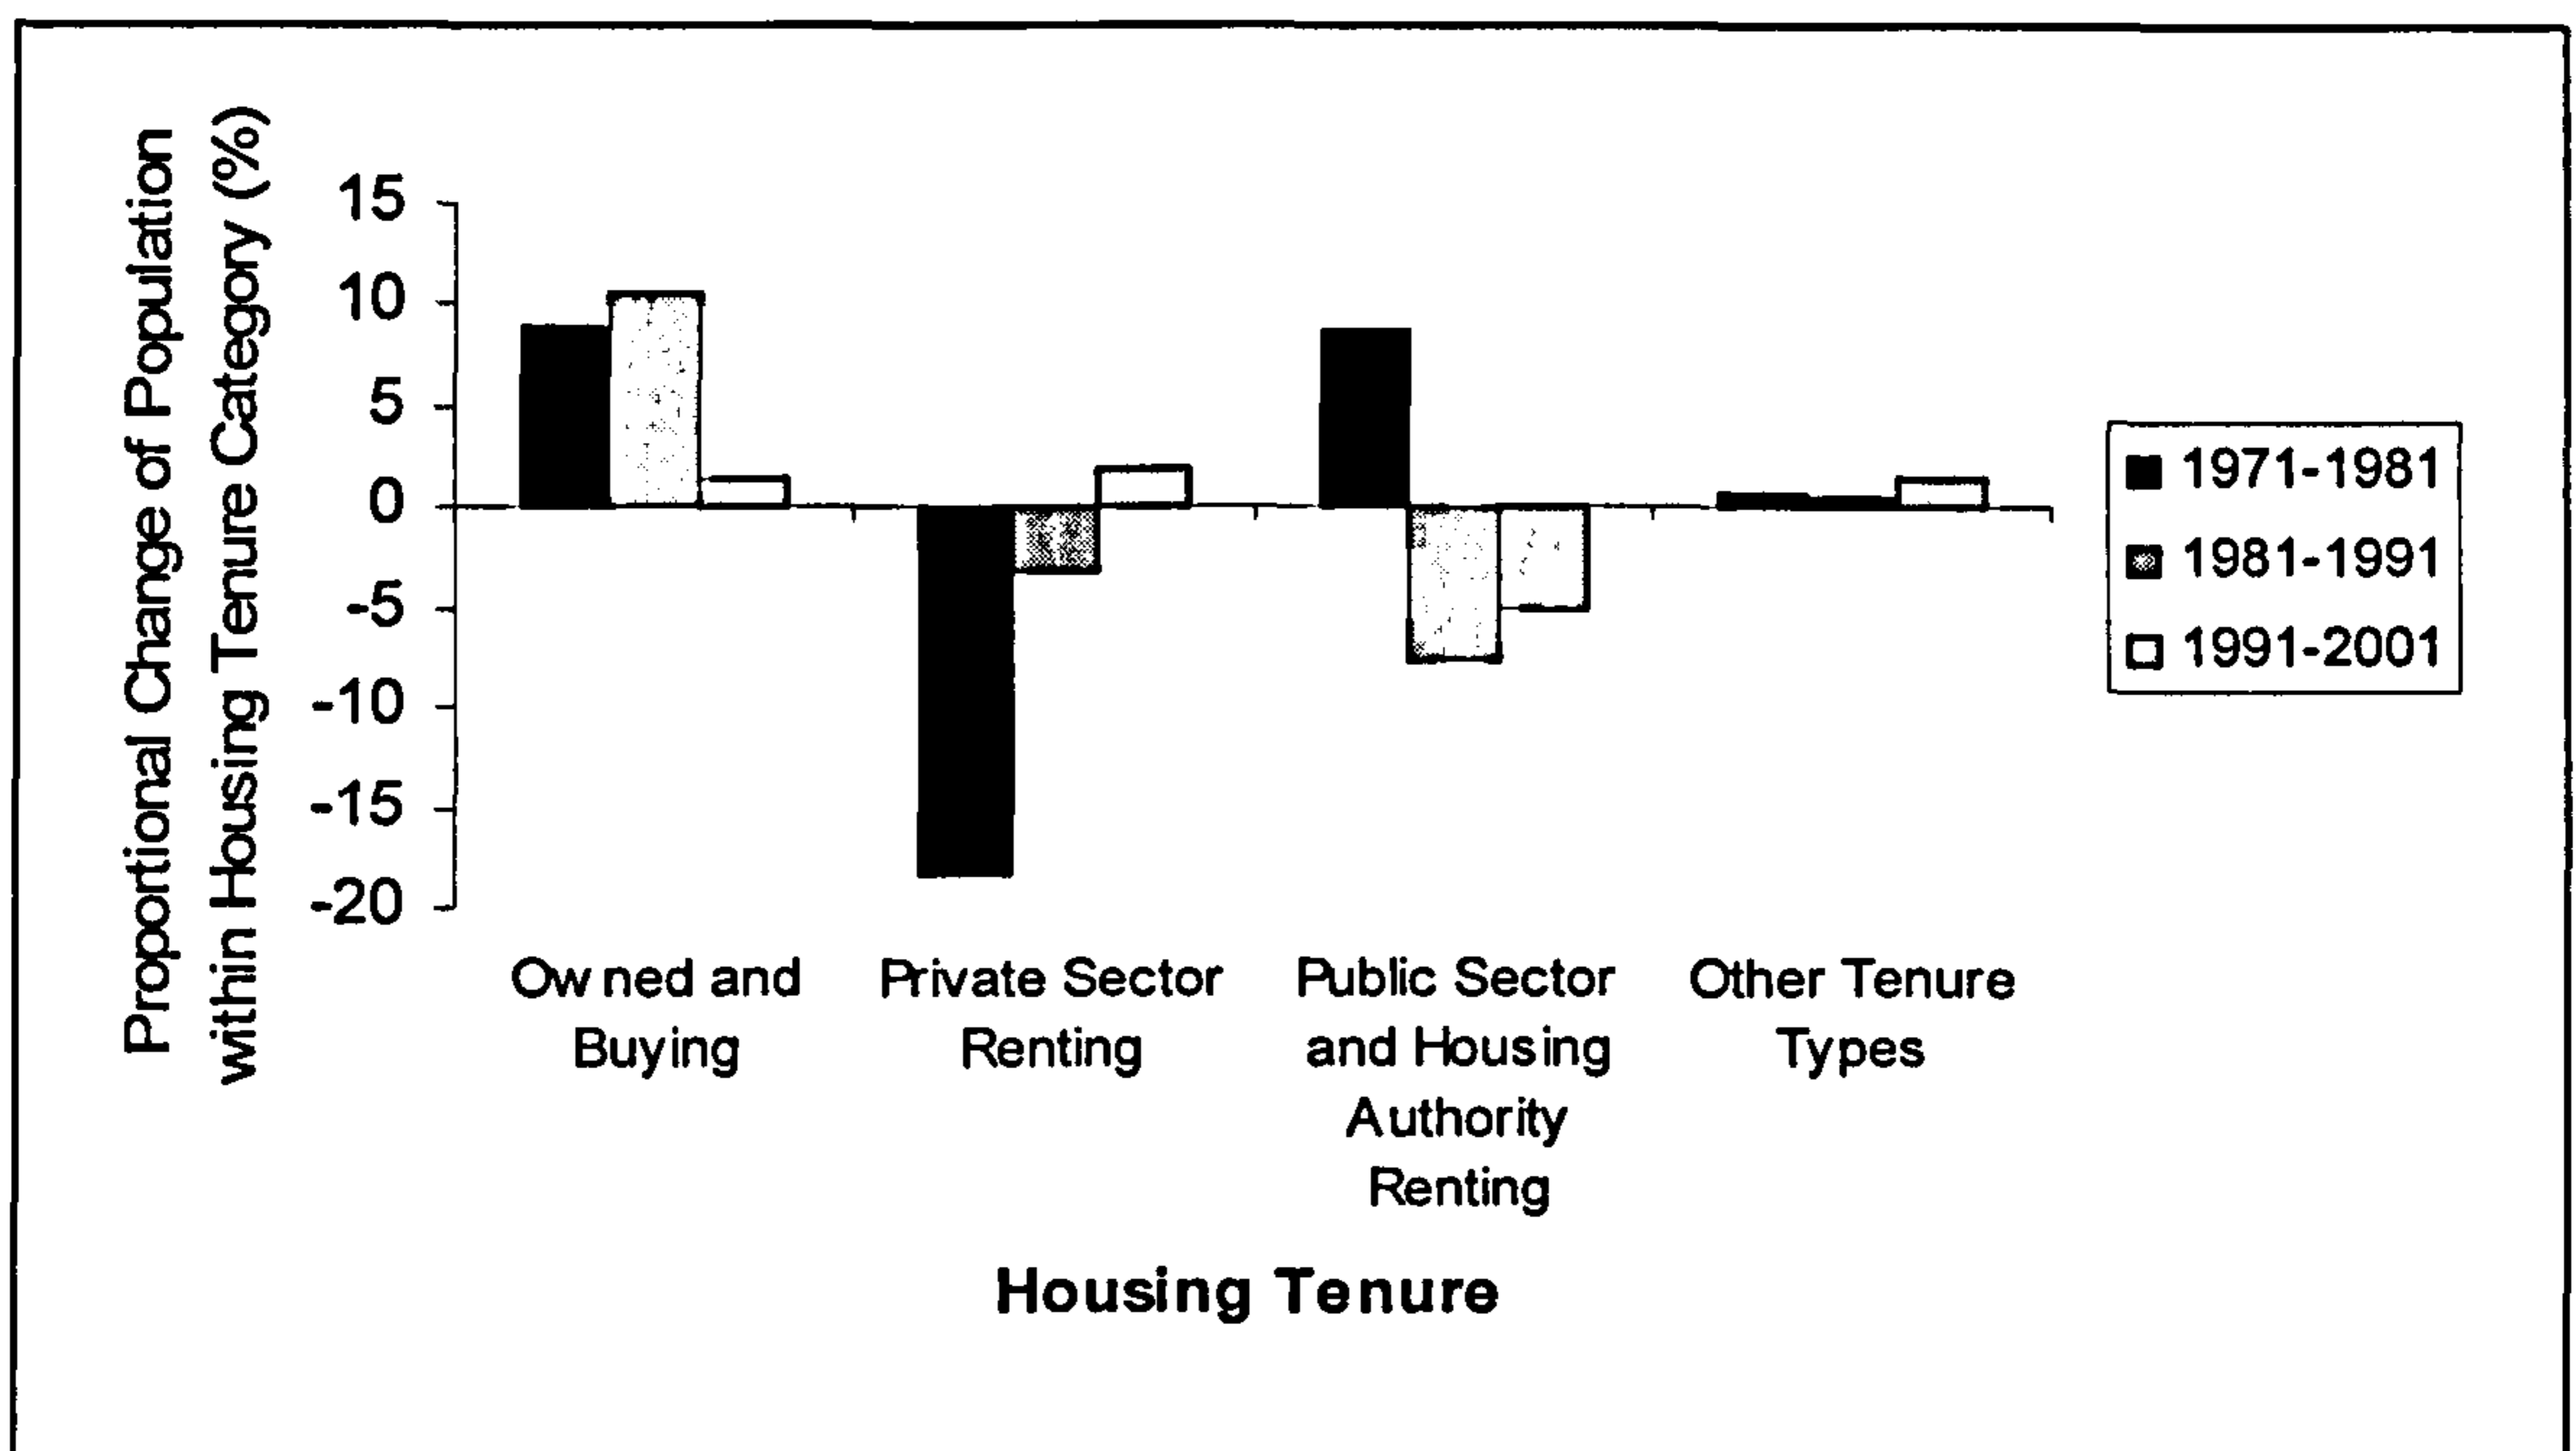 Proportional Change of Population
within Housing Tenure Category (%)
15
10
5
0
-5
-10
-15
-20
Owned and
Buying
Private Sector
Renting
Public Sector
and Housing
Authority
Renting
Other Tenure
Types
1971-1981
1981-1991
1991-2001
Housing Tenure